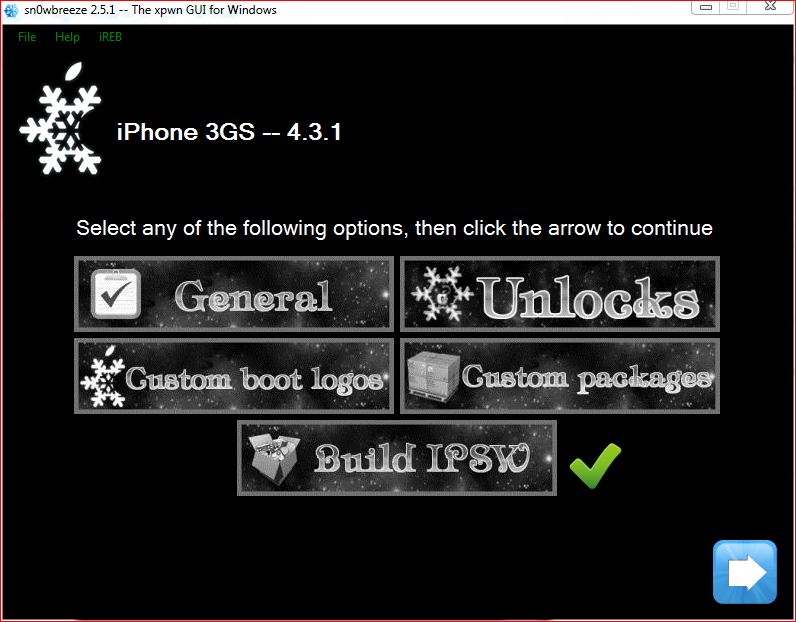 sn0wbreeze 2.5.1 -- The xpwn GUI for Windows
File Help iREB
iPhone 3GS -- 4.3.1
Select any of the following options, then click the arrow to continue
General
Unlocks
Custom boot logos
Custom packages
Build IPSW